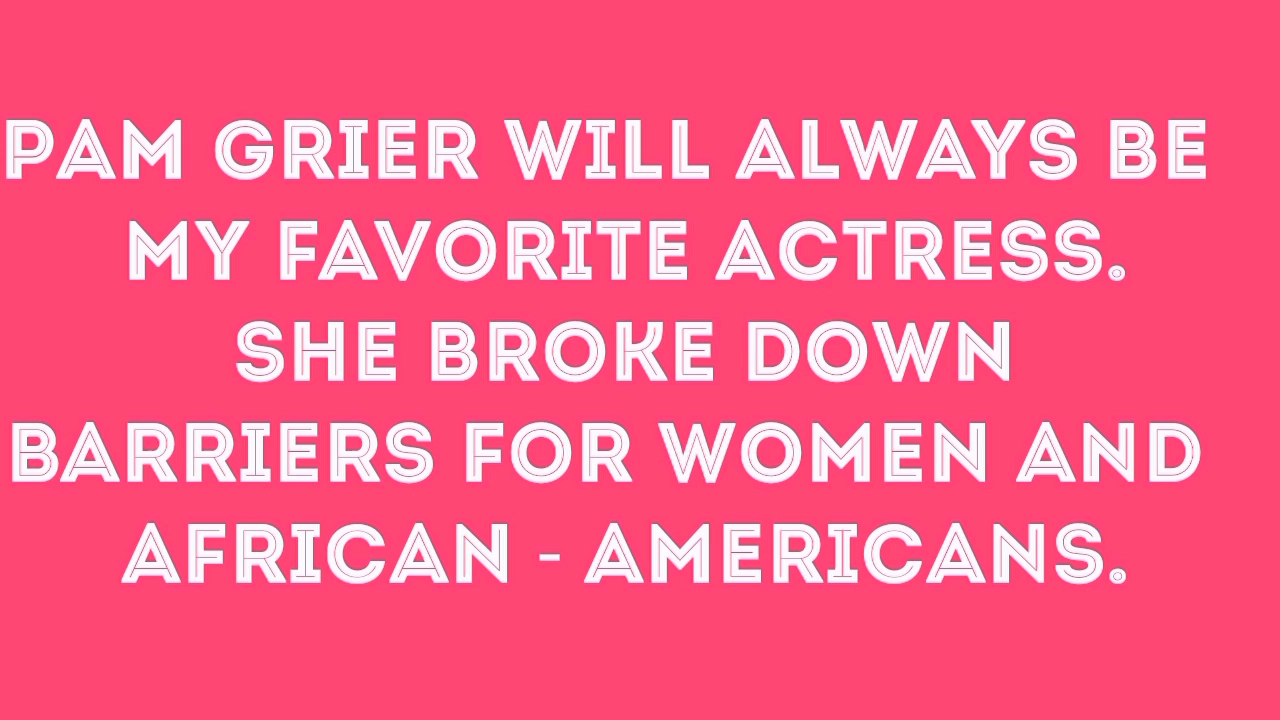 PAM GRIER WILL ALWAYS BE
MY FAVORITE ACTRESS.
SHE BROKE DOWN
BARRIERS FOR WOMEN AND
AFRICAN - AMERICANS.